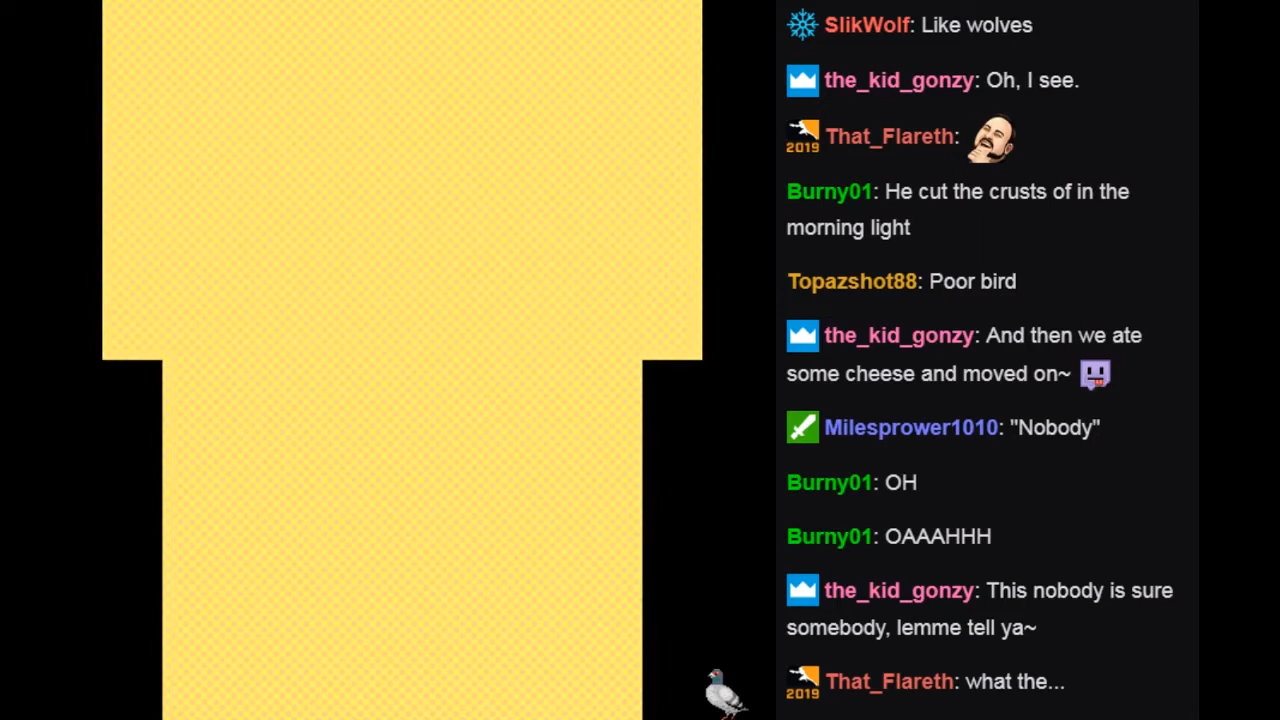 SlikWolf: Like wolves
the_kid_gonzy: Oh, I see.
2019 That_Flareth:
Burny01: He cut the crusts of in the
morning light
Topazshot88: Poor bird
the_kid_gonzy: And then we ate
some cheese and moved on~
Milesprower1010: "Nobody"
Burny01: OH
Burny01: OAAAHHH
the_kid_gonzy: This nobody is sure
somebody, lemme tell ya~
2019 That_Flareth: what the...